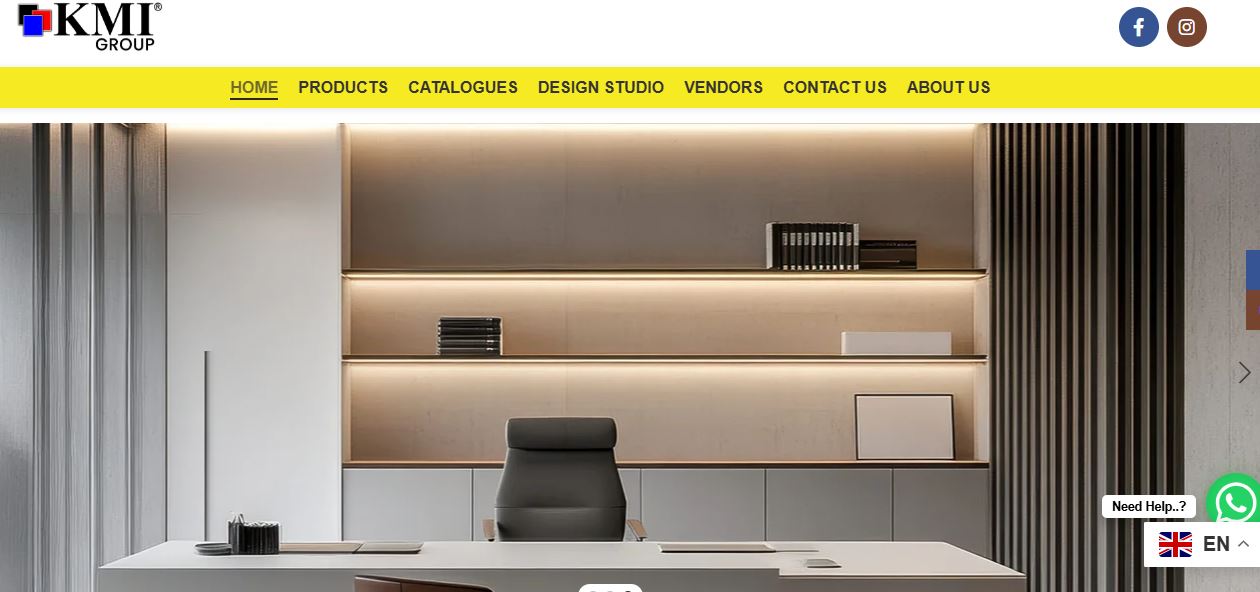 KMI®
GROUP
HOME PRODUCTS CATALOGUES DESIGN STUDIO VENDORS CONTACT US ABOUT US
Need Help..?
EN